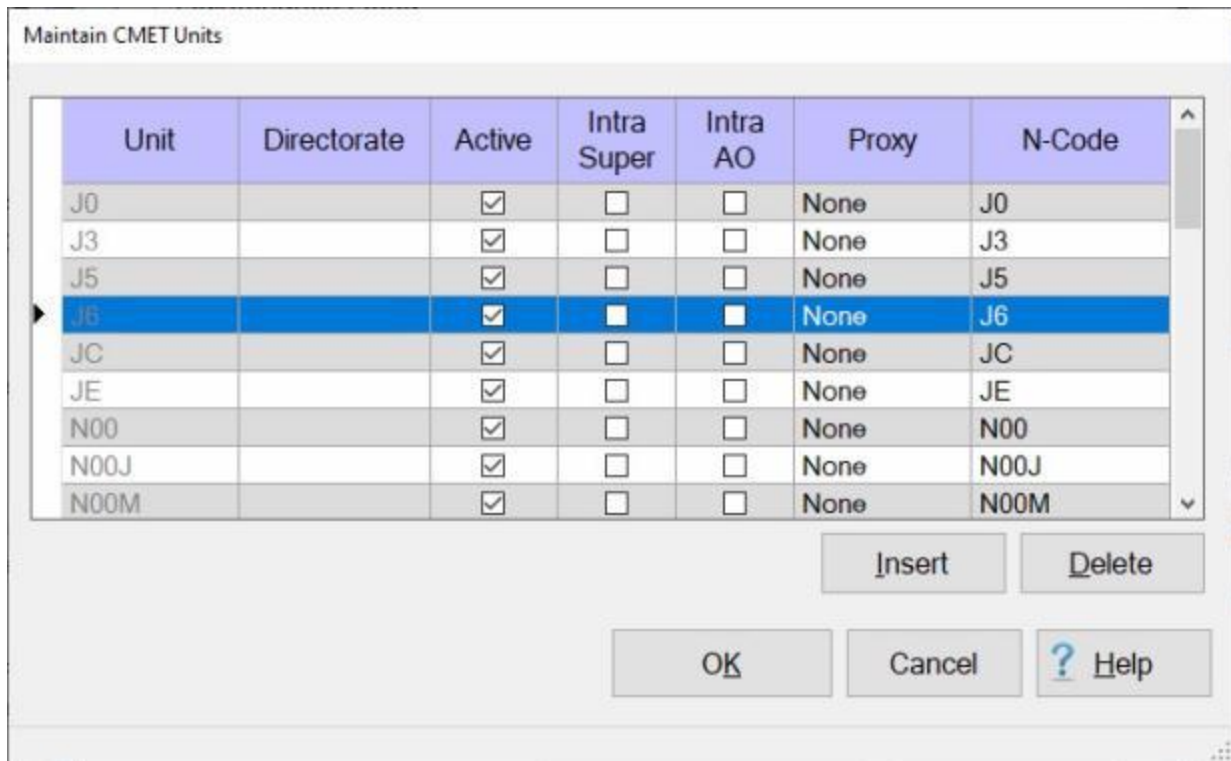 Maintain CMET Units
Unit Directorate Active Intra Super Intra AO Proxy N-Code
J0 None J0
J3 None J3
J5 None J5
J6 None J6
JC None JC
JE None JE
N00 None N00
N00J None N00J
N00M None N00M
Insert Delete
OK Cancel ? Help